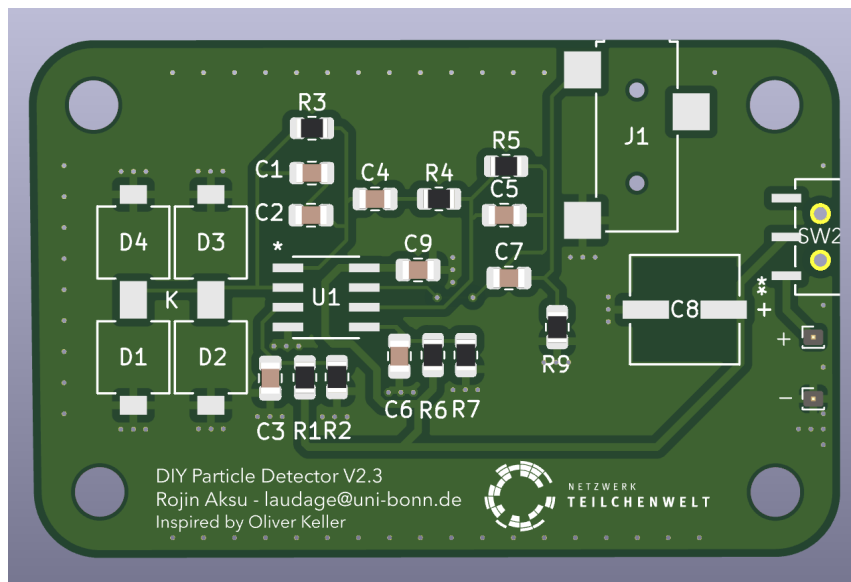 R3
R5
J1
C1
C4
R4
C5
C2
D4
D3
*
C9
C7
SW2
**
K
U1
C8
+
+
D1
D2
R9
C3
R1
R2
C6
R6
R7
-
DIY Particle Detector V2.3
Rojin Aksu - laudage@uni-bonn.de
Inspired by Oliver Keller
NETZWERK
TEILCHENWELT